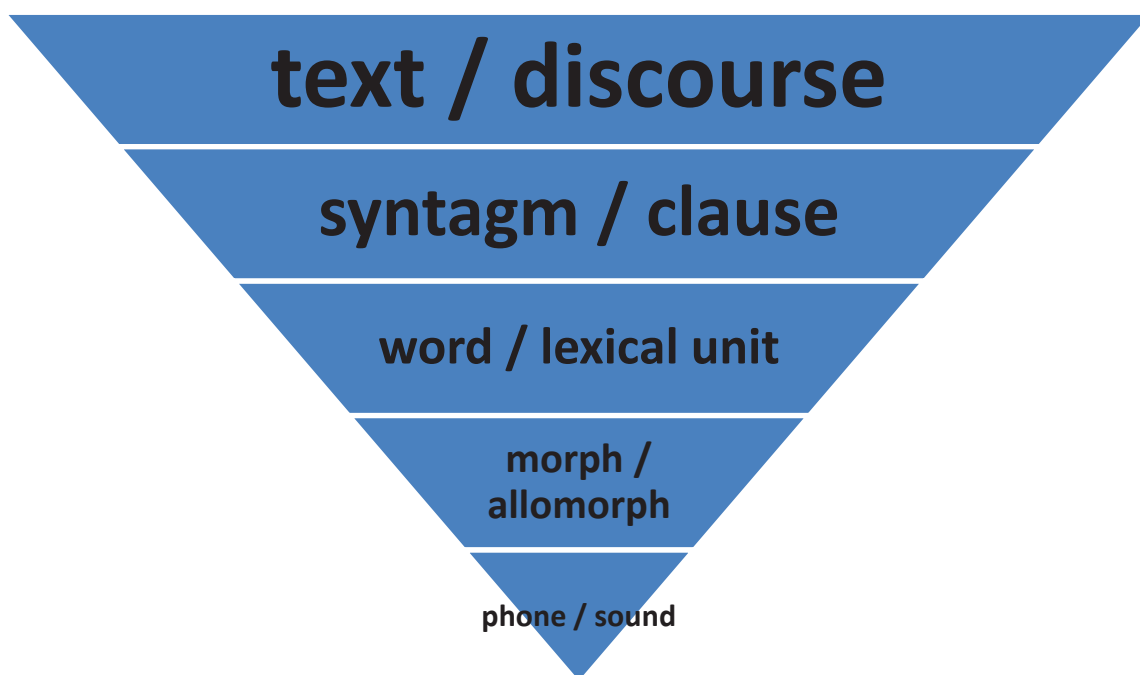 text / discourse
syntagm / clause
word / lexical unit
morph /
allomorph
phone / sound